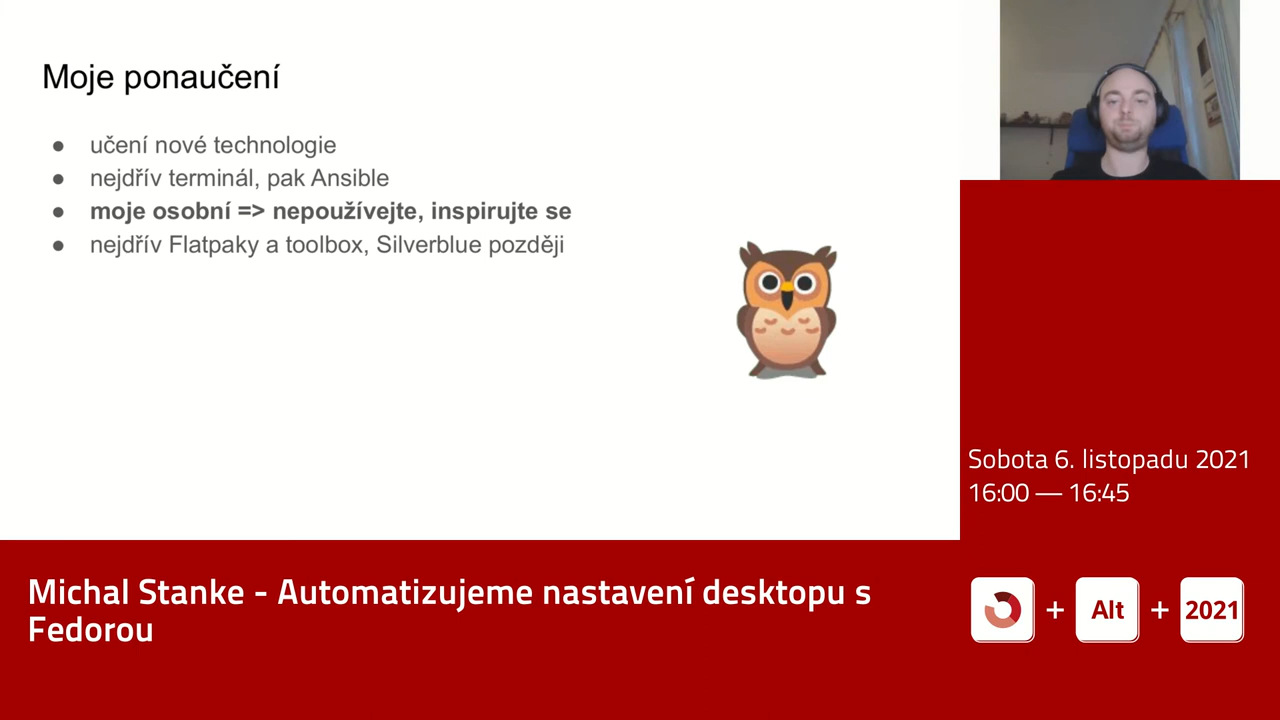 Moje ponaučení
● učení nové technologie
● nejdřív terminál, pak Ansible
● moje osobní => nepoužívejte, inspirujte se
● nejdřív Flatpaky a toolbox, Silverblue později
Sobota 6. listopadu 2021
16:00 — 16:45
Michal Stanke - Automatizujeme nastavení desktopu s
Fedorou
+ Alt + 2021